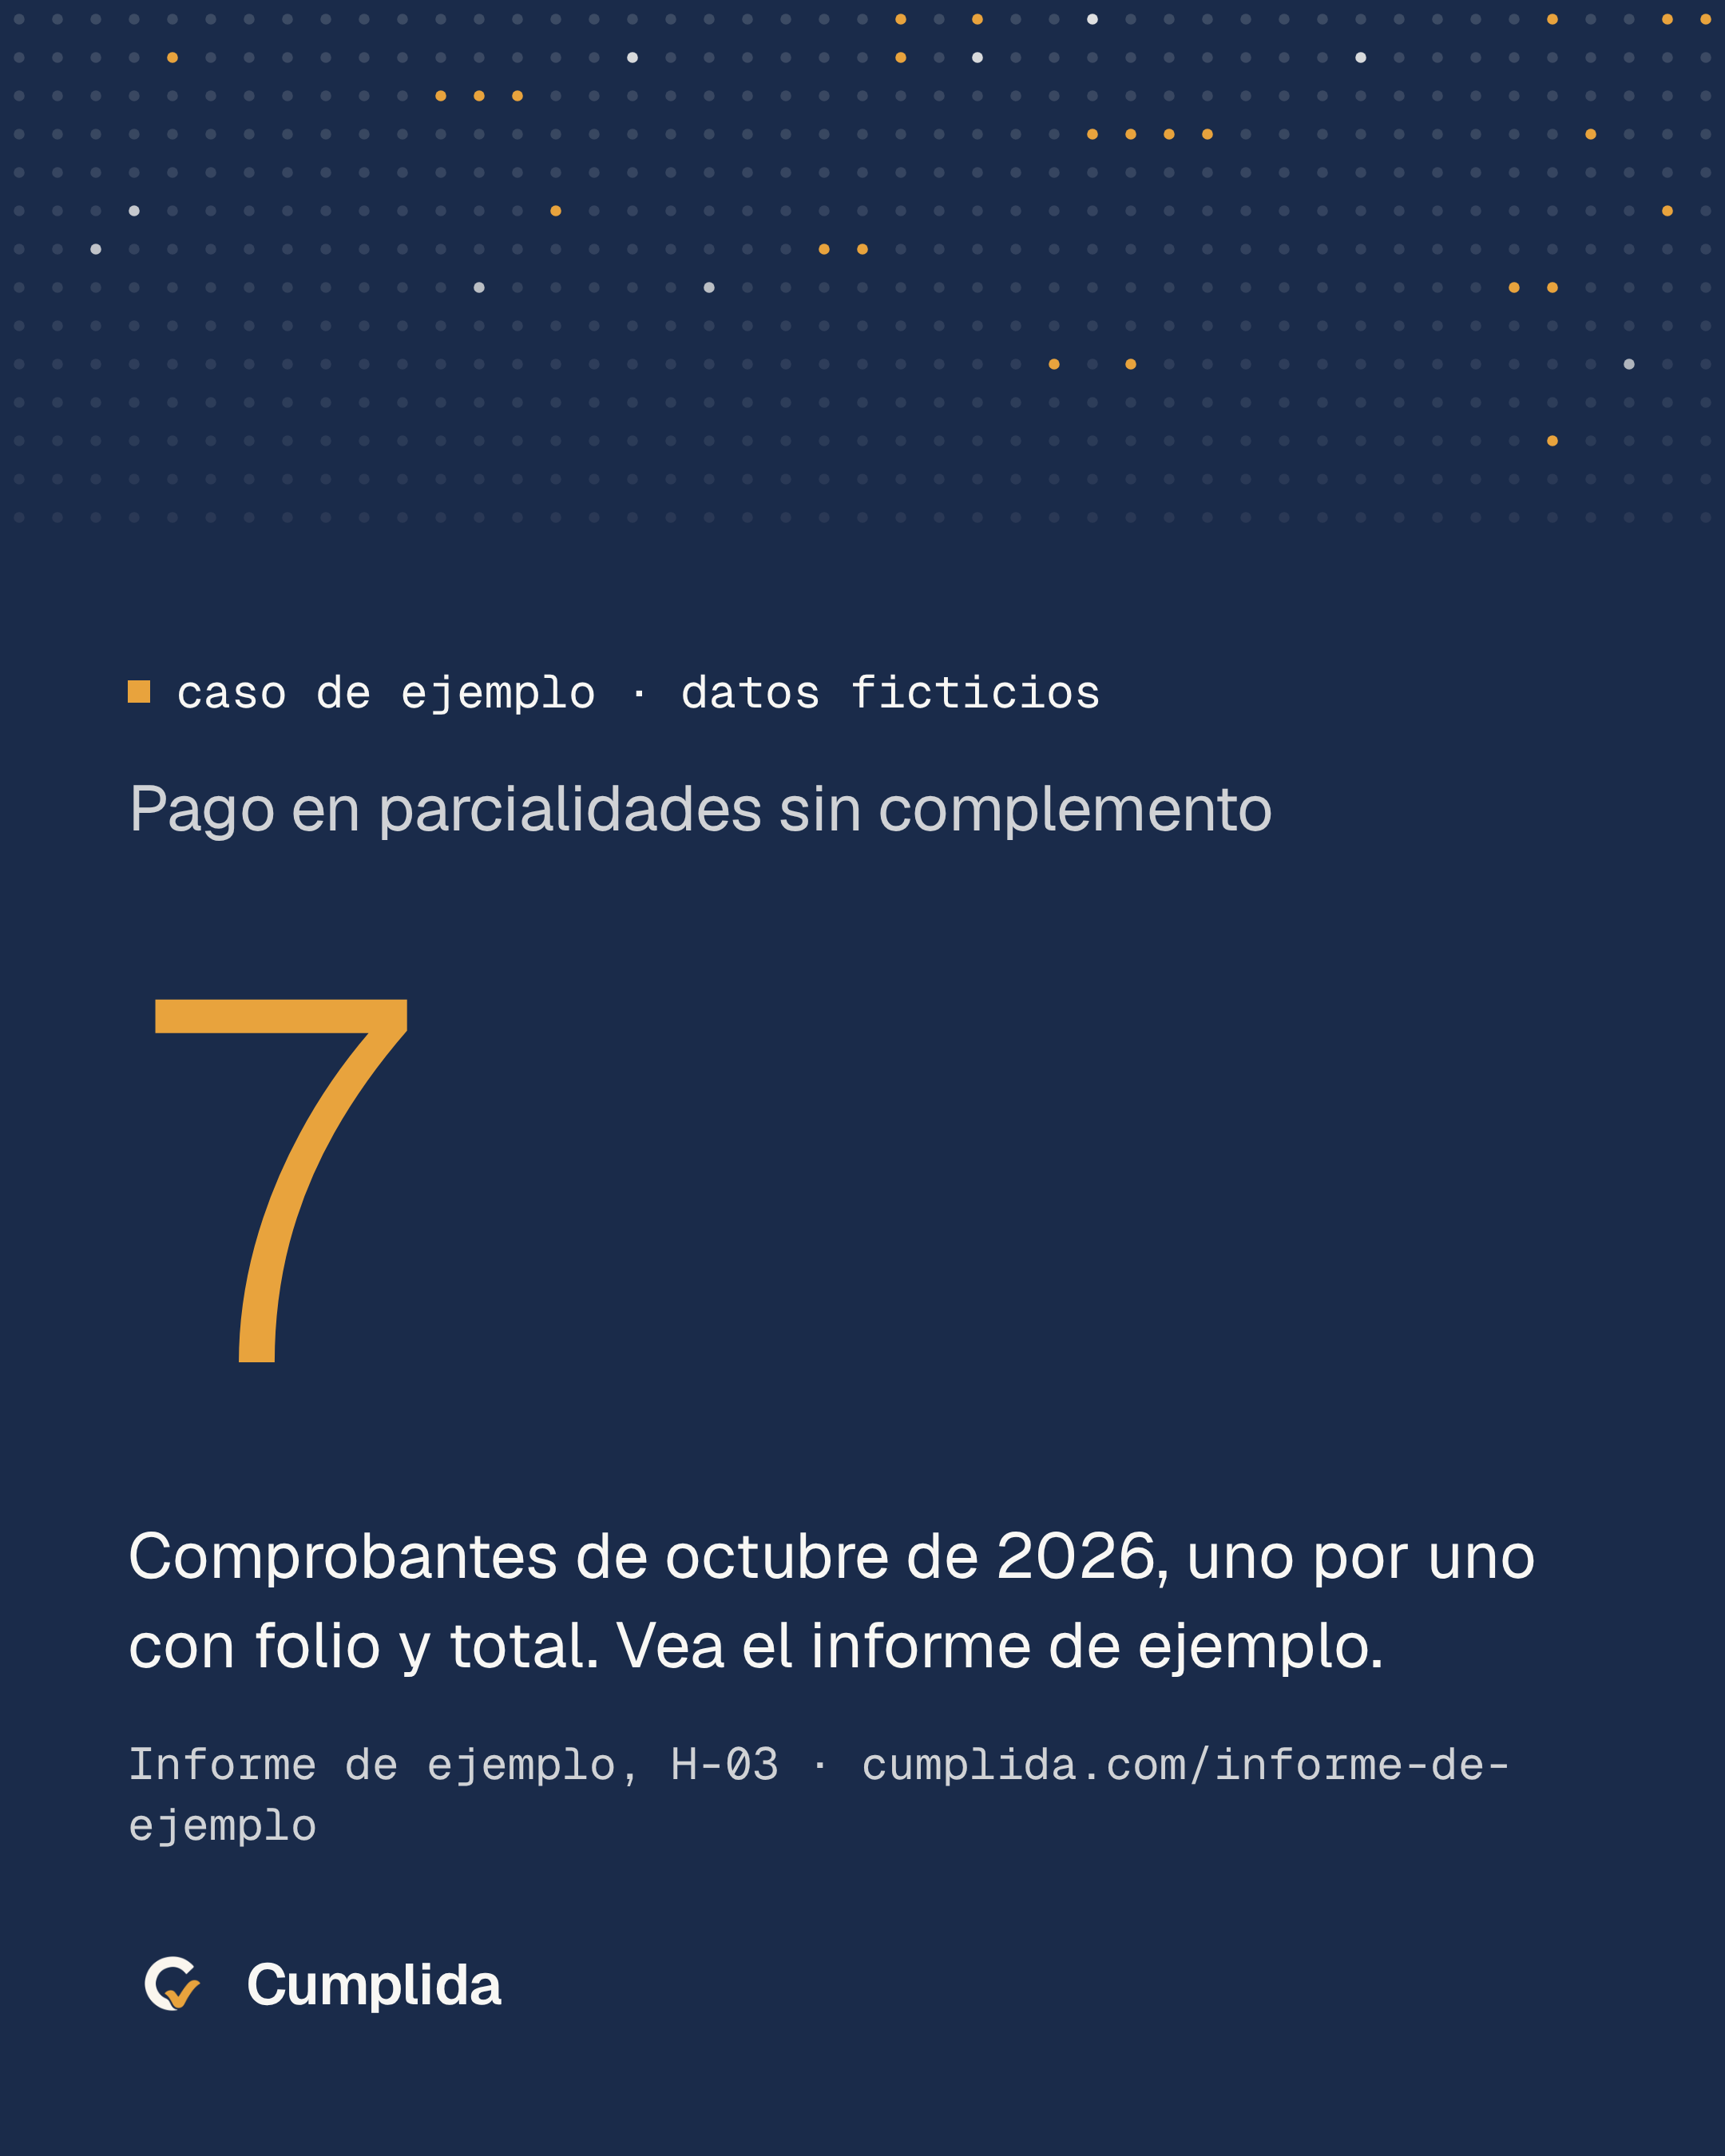 caso de ejemplo · datos ficticios
Pago en parcialidades sin complemento
7
Comprobantes de octubre de 2026, uno por uno
con folio y total. Vea el informe de ejemplo.
Informe de ejemplo, H-03 · cumplida.com/informe-de-
ejemplo
Cumplida